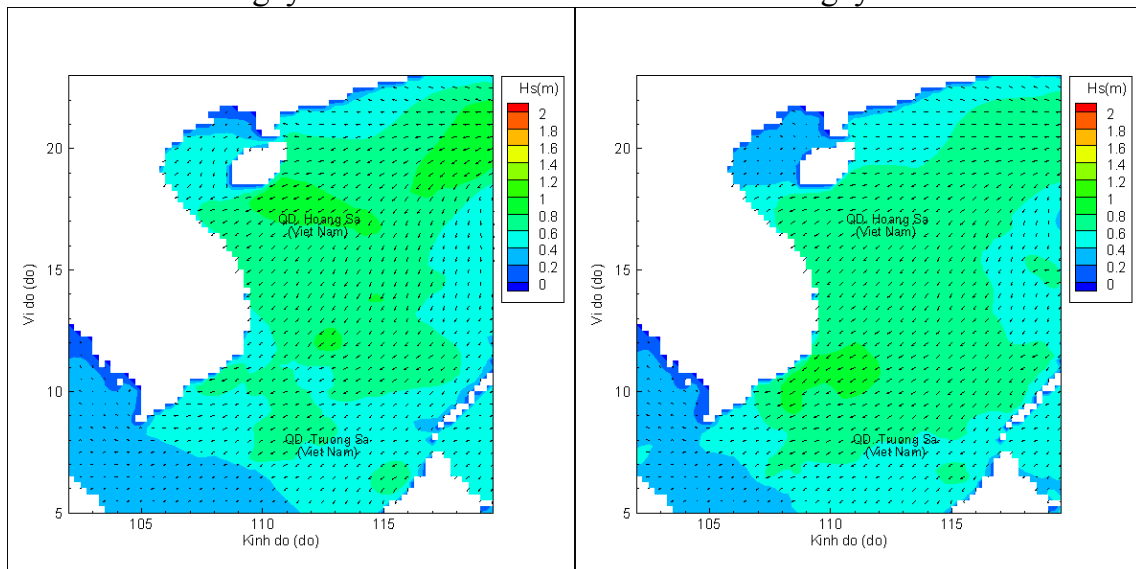 Hs(m)
2
1.8
1.6
1.4
1.2
1
0.8
0.6
0.4
0.2
0
20
15
10
5
Vi do (do)
QD. Hoang Sa
(Viet Nam)
QD. Truong Sa
(Viet Nam)
105
110
115
Kinh do (do)
Hs(m)
2
1.8
1.6
1.4
1.2
1
0.8
0.6
0.4
0.2
0
20
15
10
5
Vi do (do)
QD. Hoang Sa
(Viet Nam)
QD. Truong Sa
(Viet Nam)
105
110
115
Kinh do (do)